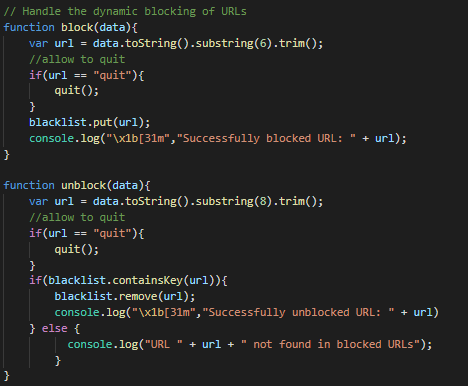 // Handle the dynamic blocking of URLs
function block(data){
    var url = data.toString().substring(6).trim();
    //allow to quit
    if(url == "quit"){
        quit();
    }
    blacklist.put(url);
    console.log("\x1b[31m","Successfully blocked URL: " + url);
}

function unblock(data){
    var url = data.toString().substring(8).trim();
    //allow to quit
    if(url == "quit"){
        quit();
    }
    if(blacklist.containsKey(url)){
        blacklist.remove(url);
        console.log("\x1b[31m","Successfully unblocked URL: " + url)
    } else {
          console.log("URL " + url + " not found in blocked URLs");
        }
}